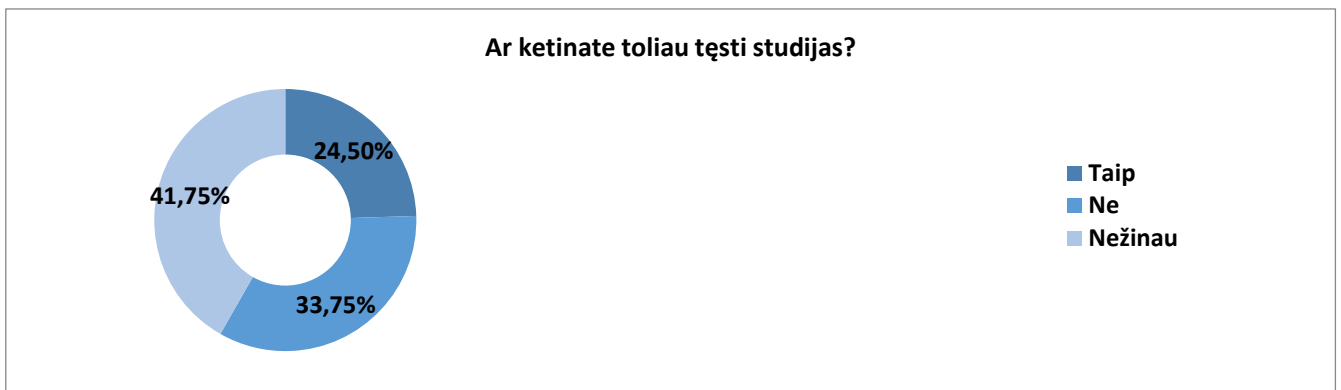 Ar ketinate toliau tęsti studijas?
24,50%
41,75%
33,75%
Taip
Ne
Nežinau